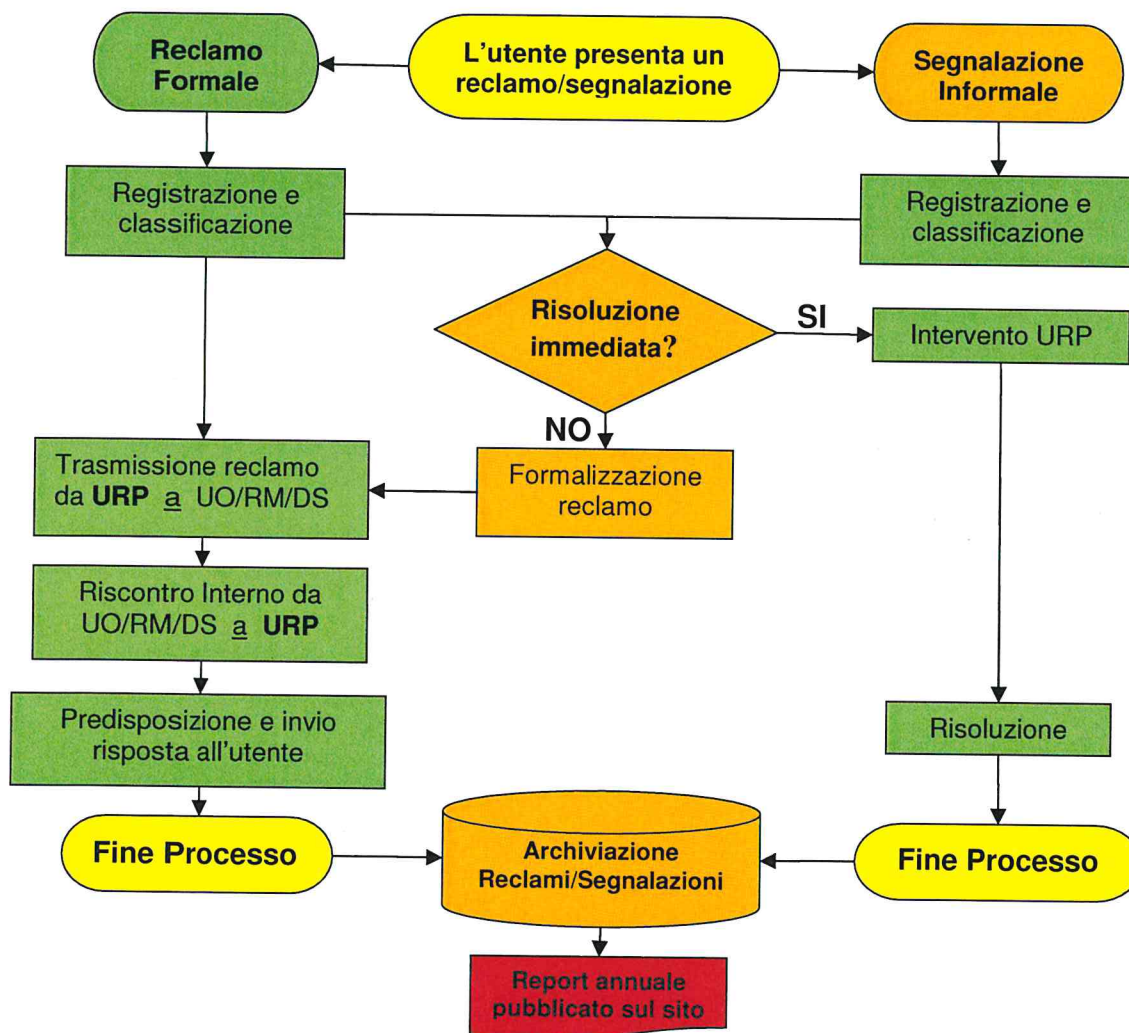 Reclamo
Formale
L'utente presenta un
reclamo/segnalazione
Segnalazione
Informale
Registrazione e
classificazione
Registrazione e
classificazione
Risoluzione
immediata?
SI
Intervento URP
NO
Trasmissione reclamo
da URP a UO/RM/DS
Formalizzazione
reclamo
Riscontro Interno da
UO/RM/DS a URP
Predisposizione e invio
risposta all'utente
Risoluzione
Fine Processo
Archiviazione
Reclami/Segnalazioni
Fine Processo
Report annuale
pubblicato sul sito